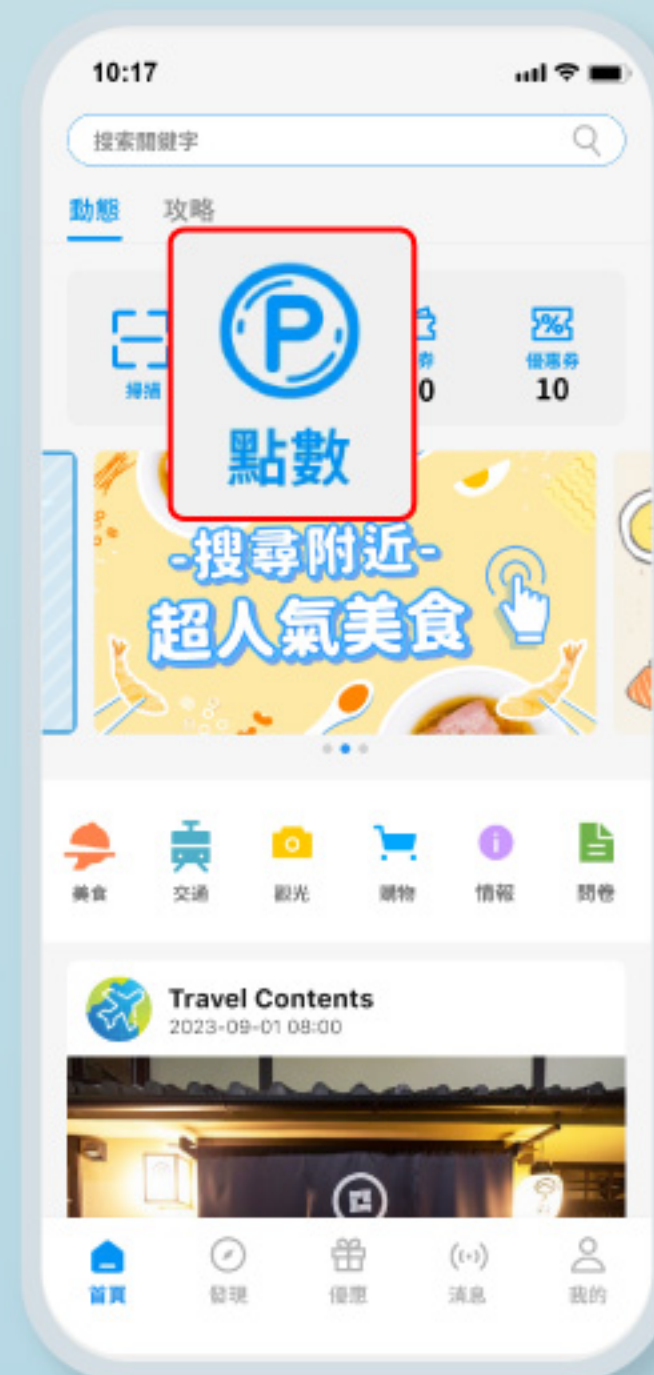 10:17
搜索關鍵字
動態 攻略
P
點數
掃描
券
0
%
優惠券
10
-搜尋附近-
超人氣美食
美食 交通 觀光 購物 情報 問卷
Travel Contents
2023-09-01 08:00
首頁 發現 優惠 消息 我的